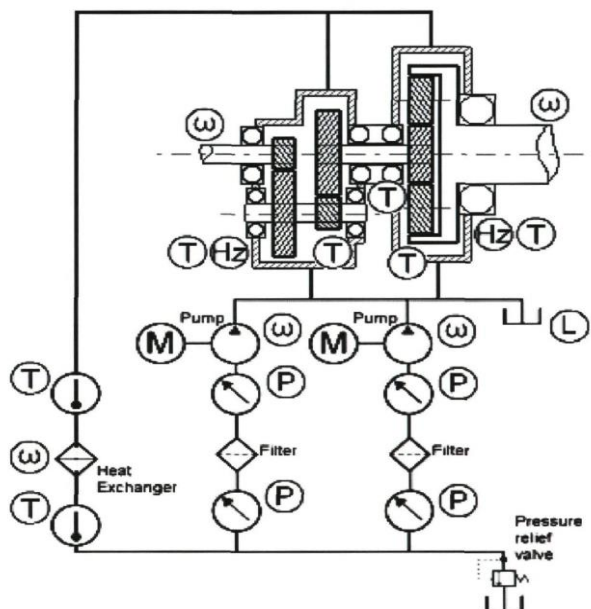 ω
ω
T
T Hz
T
T
Hz T
Pump
ω
Pump
ω
M
M
L
T
P
P
ω
Heat
Exchanger
Filter
Filter
T
P
P
Pressure
relief
valve